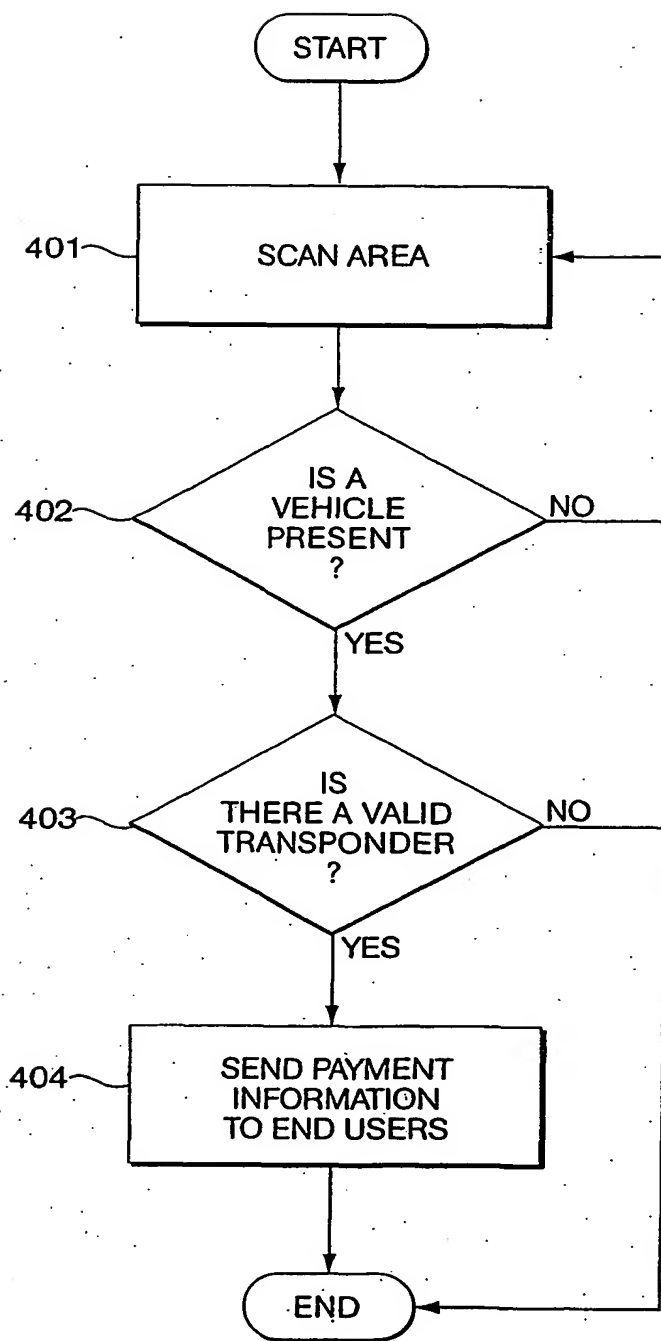 START
401
SCAN AREA
402
IS A
VEHICLE
PRESENT
?
NO
YES
403
IS
THERE A VALID
TRANSPONDER
?
NO
YES
404
SEND PAYMENT
INFORMATION
TO END USERS
END